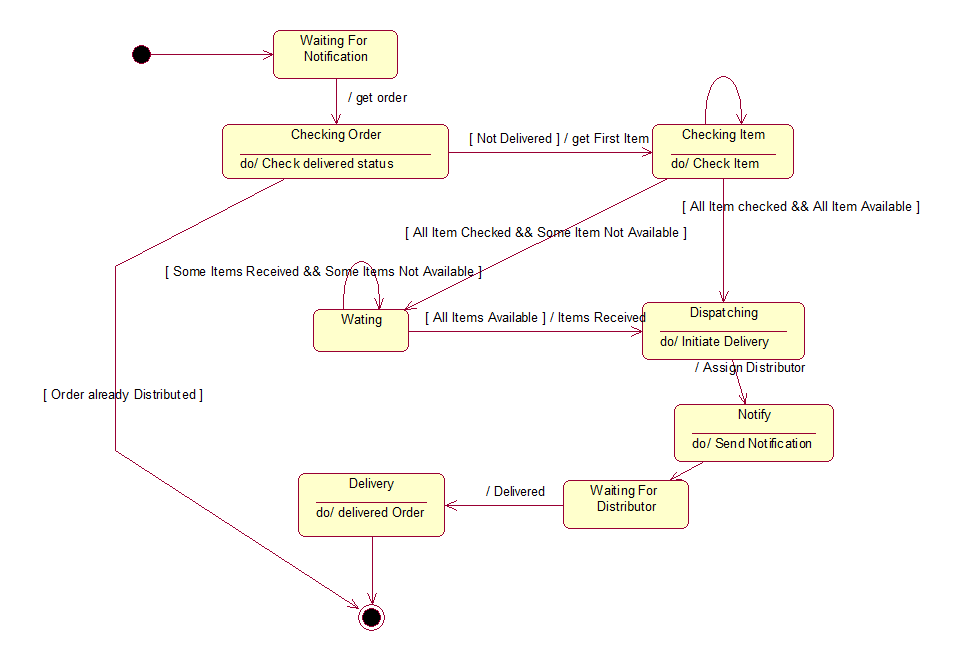 Waiting For
Notification
/ get order
Checking Order
do/ Check delivered status
[ Not Delivered ] / get First Item
Checking Item
do/ Check Item
[ All Item checked && All Item Available ]
[ All Item Checked && Some Item Not Available ]
[ Some Items Received && Some Items Not Available ]
Wating
[ All Items Available ] / Items Received
Dispatching
do/ Initiate Delivery
/ Assign Distributor
[ Order already Distributed ]
Notify
do/ Send Notification
Delivery
do/ delivered Order
/ Delivered
Waiting For
Distributor